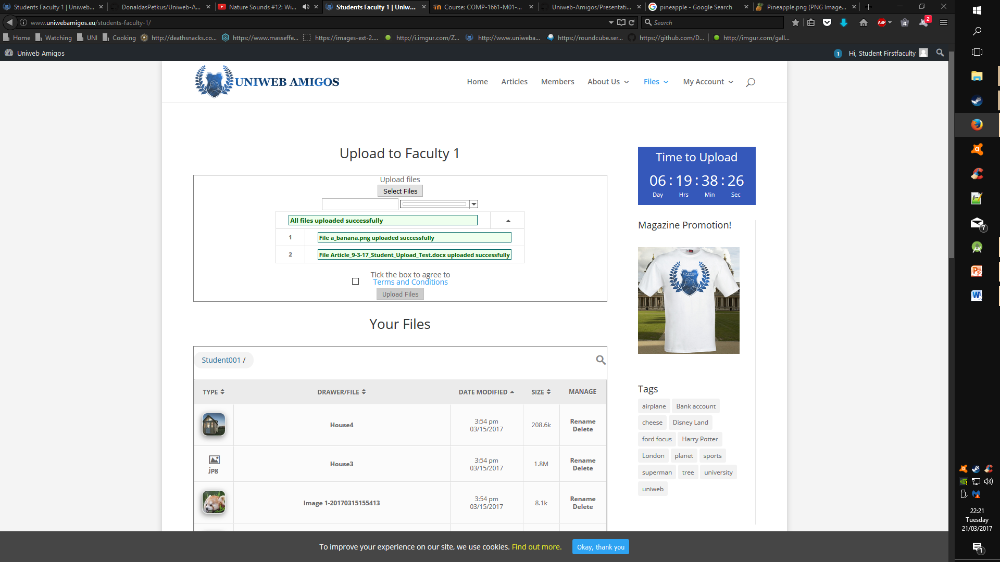 Students Faculty 1 | Uniweb...
DonaldasPetkus/Uniweb-A...
Nature Sounds #12: Wi...
Students Faculty 1 | Uniw...
Course: COMP-1661-M01-...
Uniweb-Amigos/Presentati...
pineapple - Google Search
Pineapple.png (PNG Image...
www.uniwebamigos.eu/students-faculty-1/
Search
ABP
2
Home
Watching
UNI
Cooking
http://deathsnacks.co...
https://www.masseffe...
https://images-ext-2....
http://i.imgur.com/Z...
http://www.uniweba...
https://roundcube.ser...
https://github.com/D...
http://imgur.com/gall...
Uniweb Amigos
1
Hi, Student Firstfaculty
UNIWEB AMIGOS
Home
Articles
Members
About Us
Files
My Account
Upload to Faculty 1
Upload files
Select Files
All files uploaded successfully
1
File a_banana.png uploaded successfully
2
File Article_9-3-17_Student_Upload_Test.docx uploaded successfully
Tick the box to agree to
Terms and Conditions
Upload Files
Your Files
Student001 /
TYPE
DRAWER/FILE
DATE MODIFIED
SIZE
MANAGE
House4
3:54 pm
03/15/2017
208.6k
Rename
Delete
jpg
House3
3:54 pm
03/15/2017
1.8M
Rename
Delete
Image 1-20170315155413
3:54 pm
03/15/2017
8.1k
Rename
Delete
Time to Upload
06 : 19 : 38 : 26
Day Hrs Min Sec
Magazine Promotion!
UNIWEB
Tags
airplane
Bank account
cheese
Disney Land
ford focus
Harry Potter
London
planet
sports
superman
tree
university
uniweb
To improve your experience on our site, we use cookies. Find out more.
Okay, thank you
7
22:21
Tuesday
21/03/2017
1